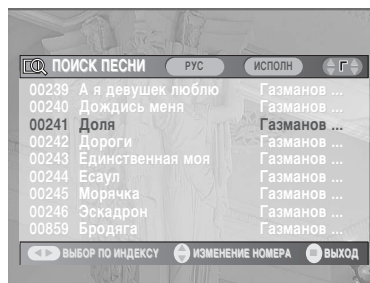 ПОИСК ПЕСНИ РУС ИСПОЛН Г
00239 А я девушек люблю Газманов ...
00240 Дождись меня Газманов ...
00241 Доля Газманов ...
00242 Дороги Газманов ...
00243 Единственная моя Газманов ...
00244 Есаул Газманов ...
00245 Морячка Газманов ...
00246 Эскадрон Газманов ...
00859 Бродяга Газманов ...
ВЫБОР ПО ИНДЕКСУ ИЗМЕНЕНИЕ НОМЕРА ВЫХОД